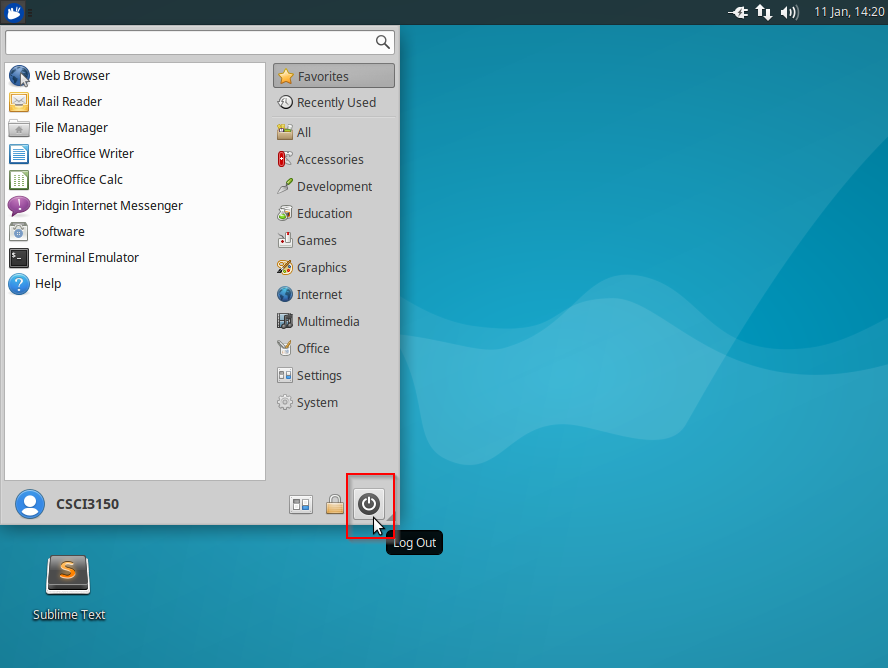 11 Jan, 14:20
Web Browser
Mail Reader
File Manager
LibreOffice Writer
LibreOffice Calc
Pidgin Internet Messenger
Software
Terminal Emulator
Help
Favorites
Recently Used
All
Accessories
Development
Education
Games
Graphics
Internet
Multimedia
Office
Settings
System
CSCI3150
Log Out
S
Sublime Text